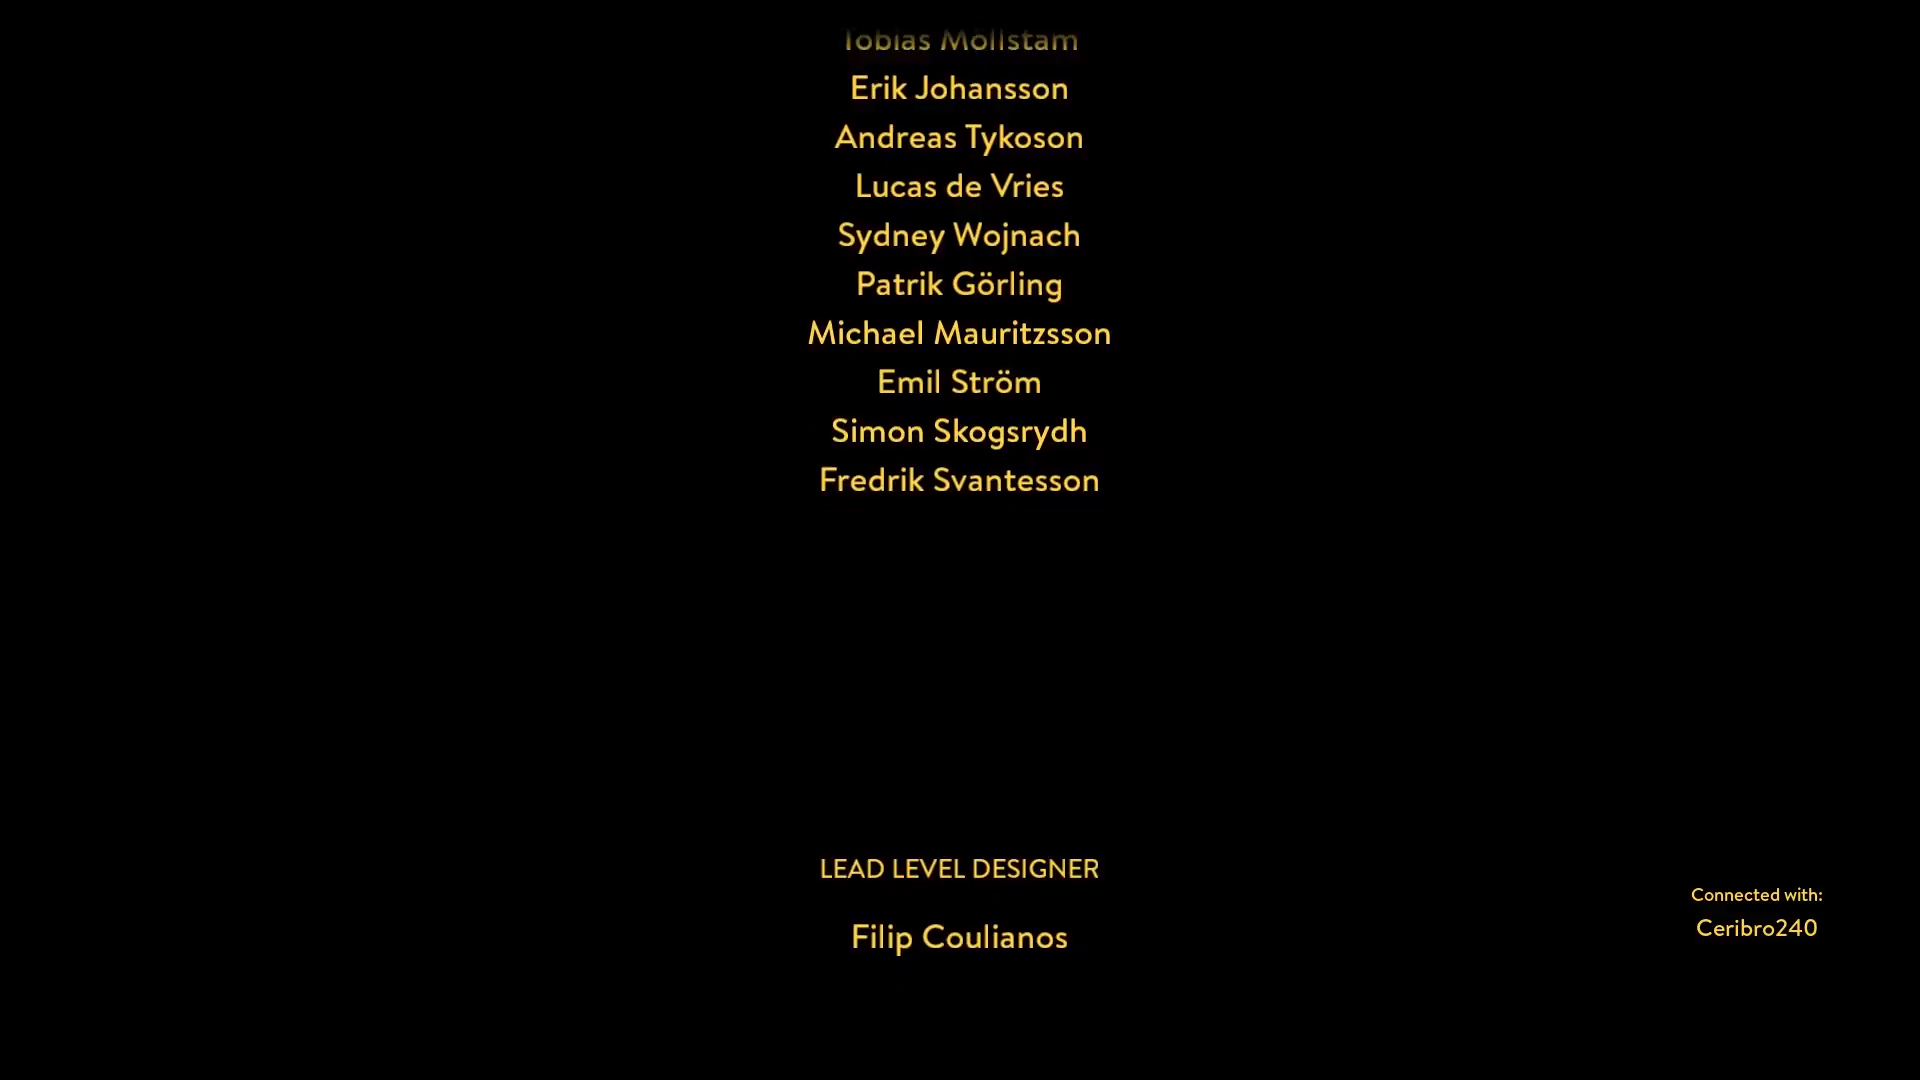 Tobias Möllstam
Erik Johansson
Andreas Tykoson
Lucas de Vries
Sydney Wojnach
Patrik Görling
Michael Mauritzsson
Emil Ström
Simon Skogsrydh
Fredrik Svantesson
LEAD LEVEL DESIGNER
Filip Coulianos
Connected with:
Ceribro240